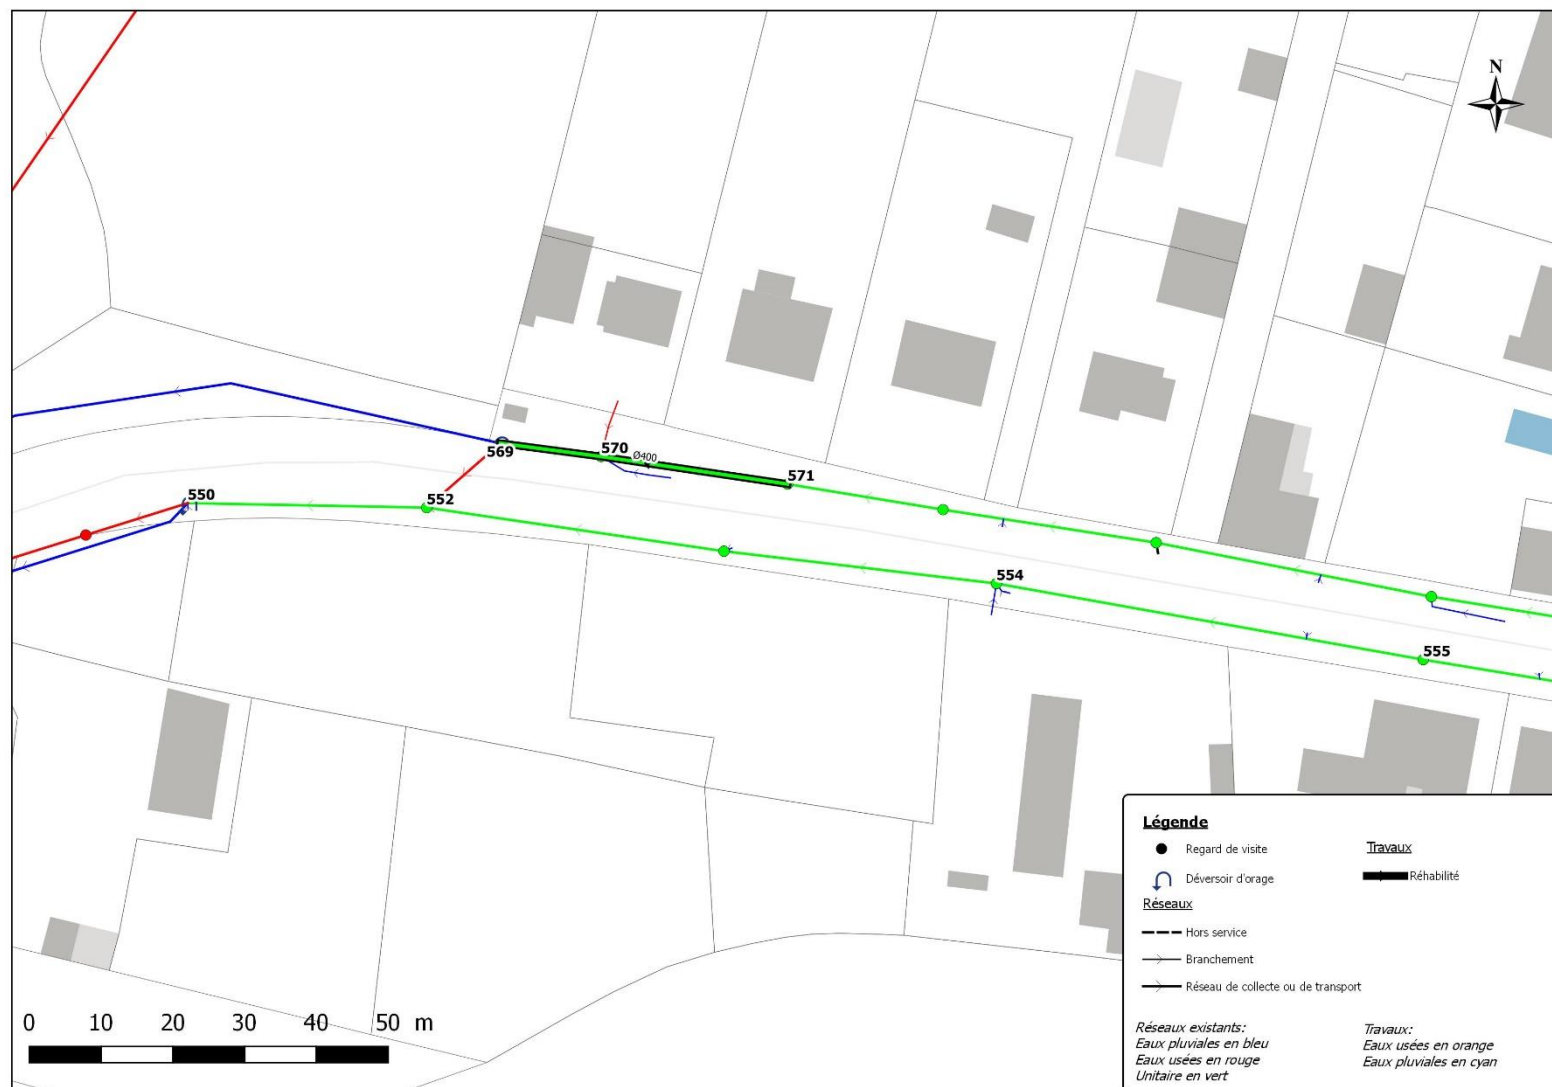 N
569
570
Ø400
571
550
552
554
555
Légende
Regard de visite
Travaux
Déversoir d'orage
Réhabilité
Réseaux
Hors service
Branchement
Réseau de collecte ou de transport
Réseaux existants:
Eaux pluviales en bleu
Eaux usées en rouge
Unitaire en vert
Travaux:
Eaux usées en orange
Eaux pluviales en cyan
0 10 20 30 40 50 m